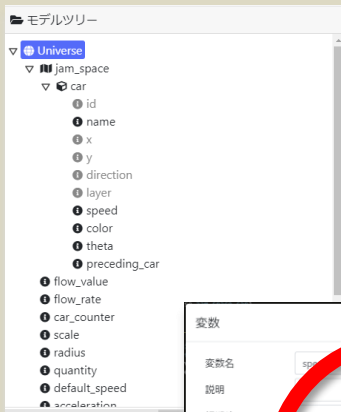 モデルツリー
Universe
jam_space
car
id
name
x
y
direction
layer
speed
color
theta
preceding_car
flow_value
flow_rate
car_counter
scale
radius
quantity
default_speed
acceleration
変数
変数名
説明